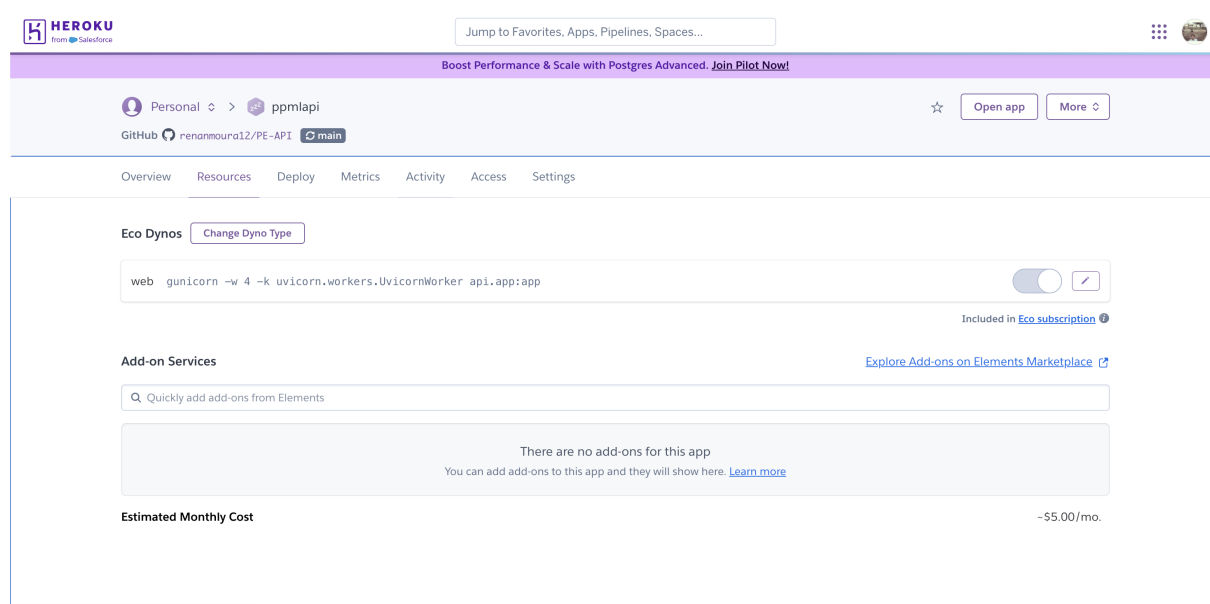 HEROKU
from Salesforce
Jump to Favorites, Apps, Pipelines, Spaces...
Boost Performance & Scale with Postgres Advanced. Join Pilot Now!
Personal > ppmlapi
Open app
More
GitHub renanmoura12/PE-API main
Overview Resources Deploy Metrics Activity Access Settings
Eco Dynos Change Dyno Type
web gunicorn -w 4 -k uvicorn.workers.UvicornWorker api.app:app
Included in Eco subscription
Add-on Services Explore Add-ons on Elements Marketplace
Quickly add add-ons from Elements
There are no add-ons for this app
You can add add-ons to this app and they will show here. Learn more
Estimated Monthly Cost ~$5.00/mo.